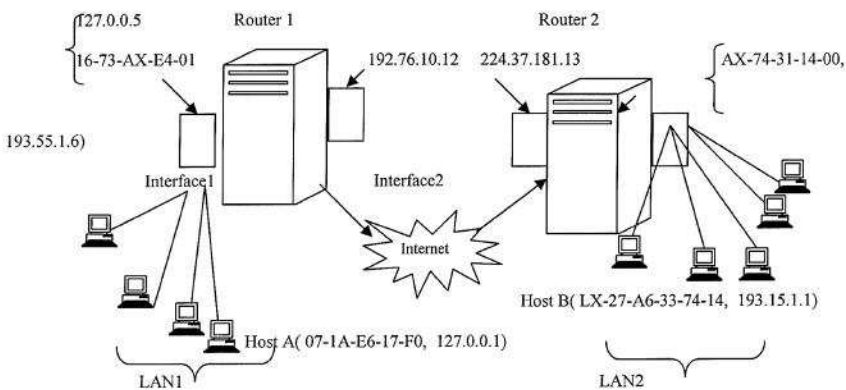 127.0.0.5
Router 1
Router 2
16-73-AX-E4-01
192.76.10.12
224.37.181.13
AX-74-31-14-00,
193.55.1.6)
Interface1
Interface2
Internet
Host B( LX-27-A6-33-74-14, 193.15.1.1)
Host A( 07-1A-E6-17-F0, 127.0.0.1)
LAN1
LAN2